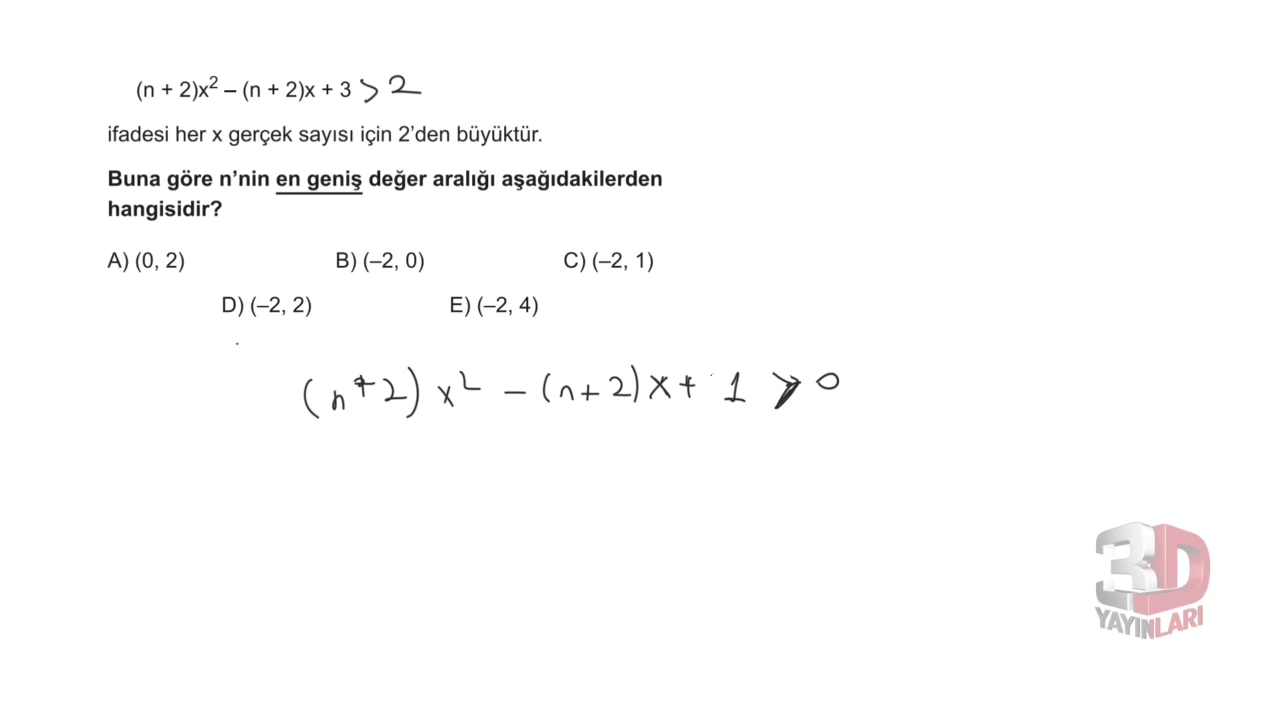 (n + 2)x² – (n + 2)x + 3 > 2
ifadesi her x gerçek sayısı için 2’den büyüktür.
Buna göre n’nin en geniş değer aralığı aşağıdakilerden
hangisidir?
A) (0, 2) B) (–2, 0) C) (–2, 1)
D) (–2, 2) E) (–2, 4)
(n+2) x² – (n+2)x + 1 > 0
3D
YAYINLARI